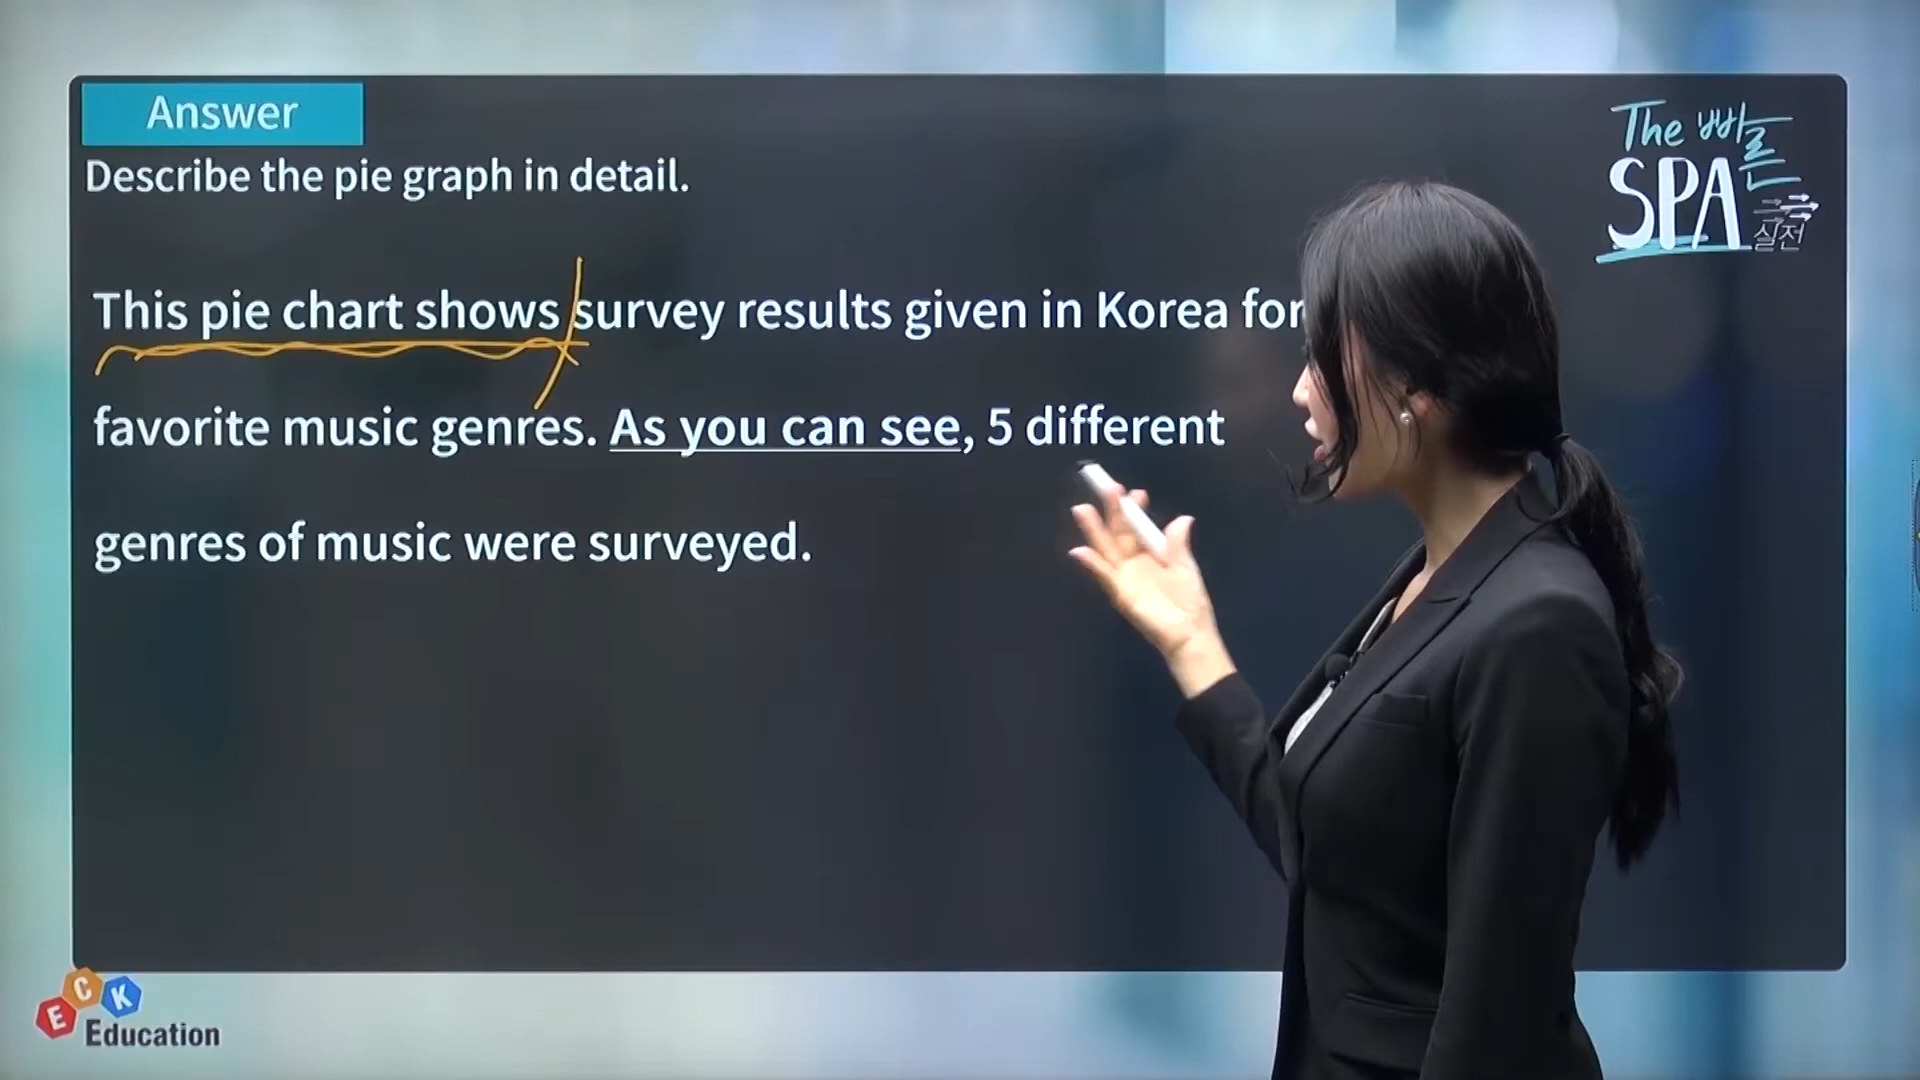 Answer
The 빠른
SPA
실전
Describe the pie graph in detail.
This pie chart shows survey results given in Korea for
favorite music genres. As you can see, 5 different
genres of music were surveyed.
ECK
Education